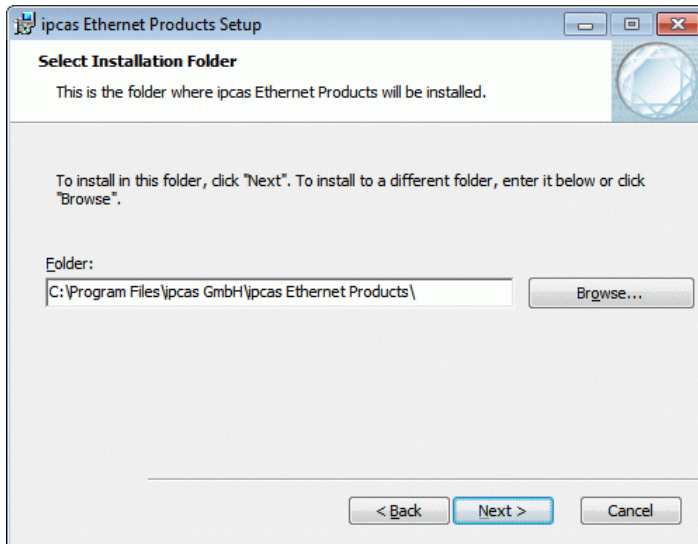 ipcas Ethernet Products Setup
Select Installation Folder
This is the folder where ipcas Ethernet Products will be installed.
To install in this folder, click "Next". To install to a different folder, enter it below or click
"Browse".
Folder:
C:\Program Files\ipcas GmbH\ipcas Ethernet Products\
Browse...
< Back
Next >
Cancel